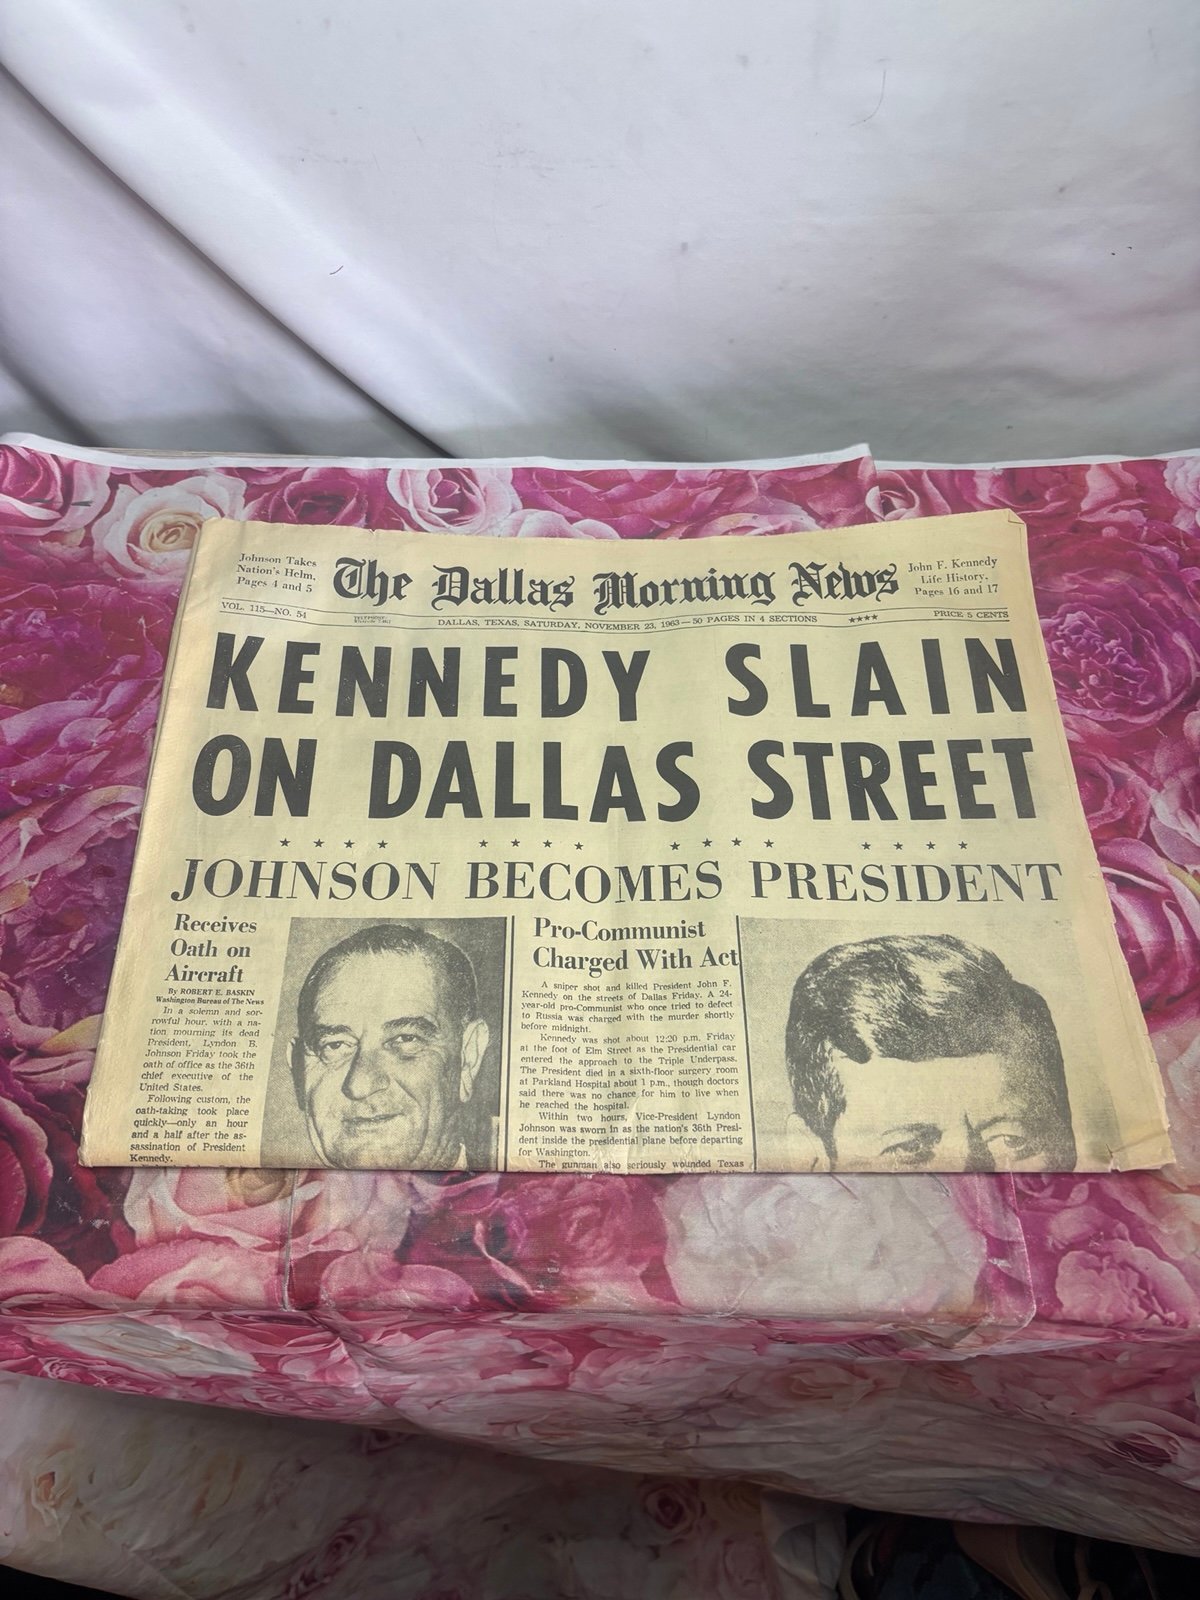 Johnson Takes
Nation's Helm,
Pages 4 and 5
The Dallas Morning News
John F. Kennedy
Life History,
Pages 16 and 17
VOL. 115—NO. 54
DALLAS, TEXAS, SATURDAY, NOVEMBER 23, 1963—50 PAGES IN 4 SECTIONS
★★★★
PRICE 5 CENTS
KENNEDY SLAIN
ON DALLAS STREET
★ ★ ★ ★ ★ ★ ★ ★ ★ ★ ★ ★ ★ ★ ★ ★
JOHNSON BECOMES PRESIDENT
Receives
Oath on
Aircraft
By ROBERT E. BASKIN
Washington Bureau of The News
In a solemn and sor-
rowful hour, with a na-
tion mourning its dead
President, Lyndon B.
Johnson Friday took the
oath of office as the 36th
chief executive of the
United States.
Following custom, the
oath-taking took place
quickly—only an hour
and a half after the as-
sassination of President
Kennedy.
Pro-Communist
Charged With Act
A sniper shot and killed President John F.
Kennedy on the streets of Dallas Friday. A 24-
year-old pro-Communist who once tried to defect
to Russia was charged with the murder shortly
before midnight.
Kennedy was shot about 12:20 p.m. Friday
at the foot of Elm Street as the Presidential car
entered the approach to the Triple Underpass.
The President died in a sixth-floor surgery room
at Parkland Hospital about 1 p.m., though doctors
said there was no chance for him to live when
he reached the hospital.
Within two hours, Vice-President Lyndon
Johnson was sworn in as the nation's 36th Presi-
dent inside the presidential plane before departing
for Washington.
The gunman also seriously wounded Texas